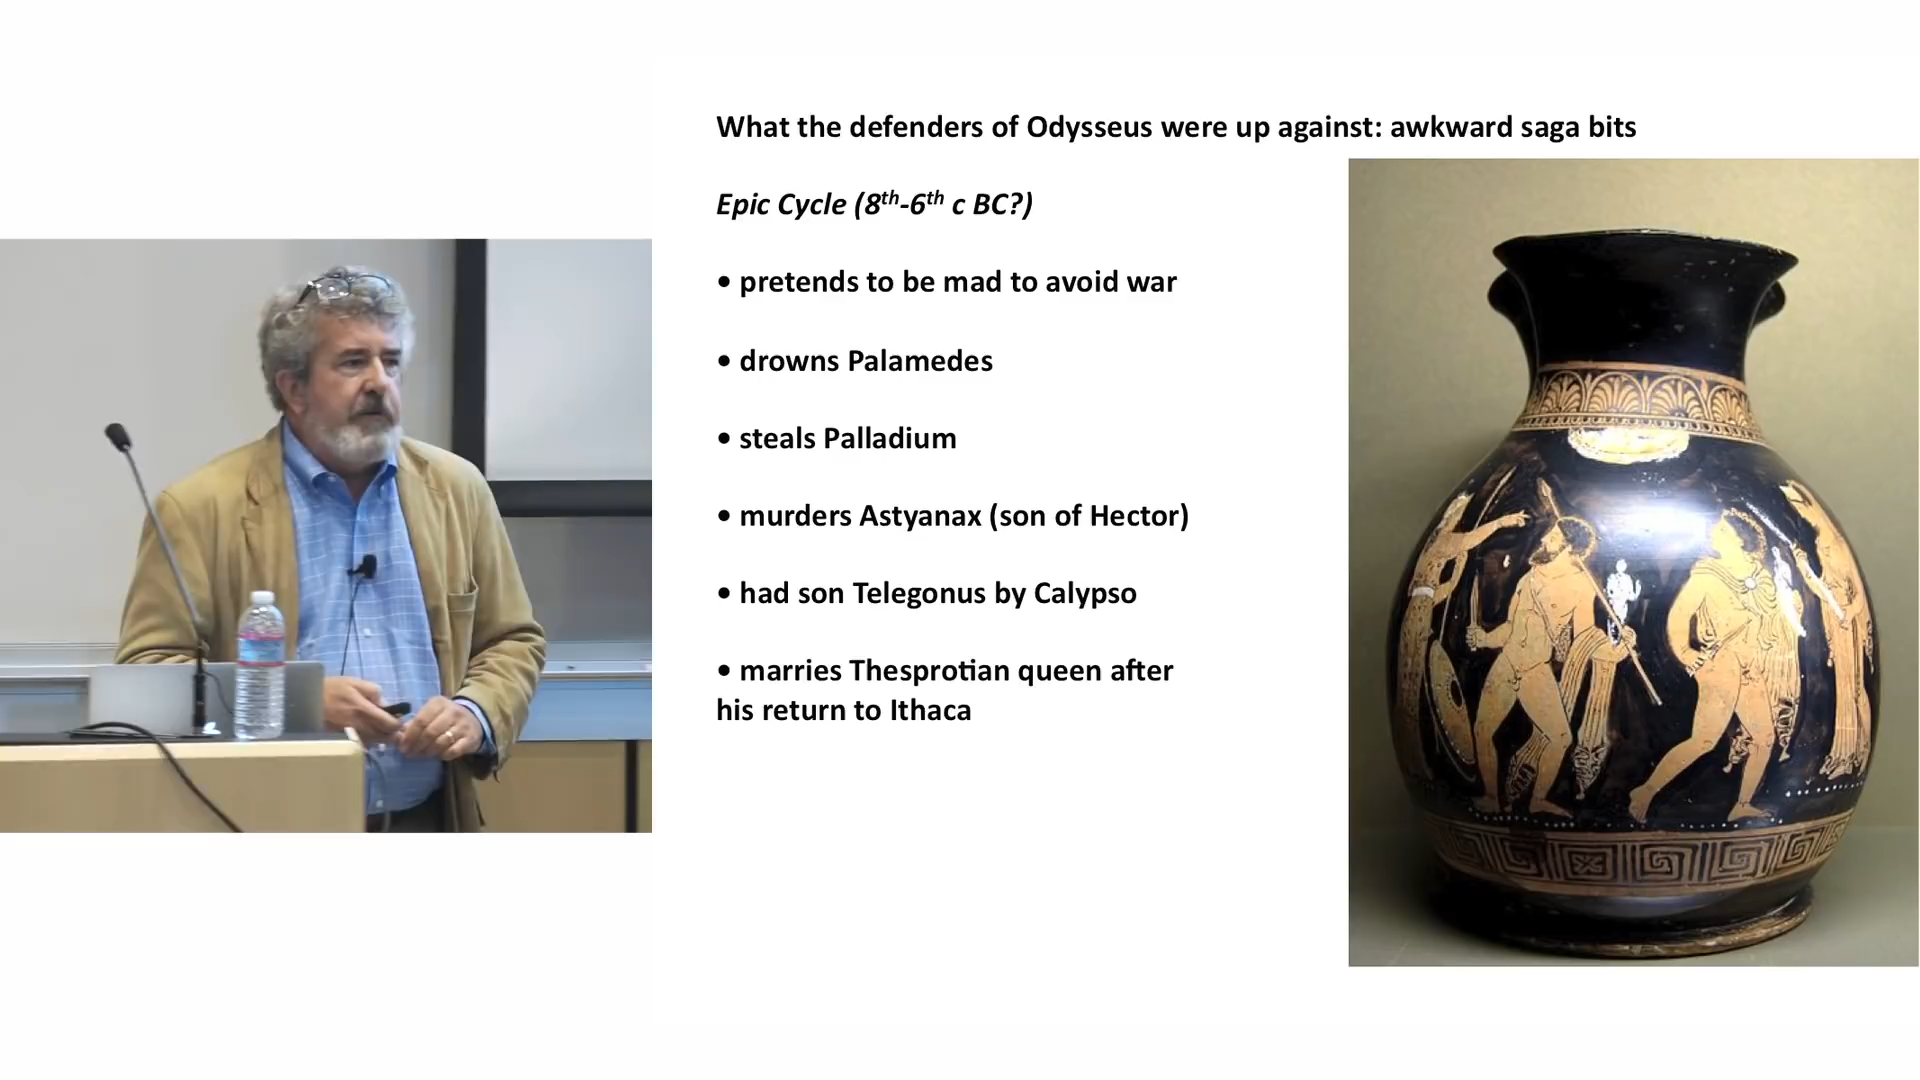 What the defenders of Odysseus were up against: awkward saga bits
Epic Cycle (8th-6th c BC?)
• pretends to be mad to avoid war
• drowns Palamedes
• steals Palladium
• murders Astyanax (son of Hector)
• had son Telegonus by Calypso
• marries Thesprotian queen after
his return to Ithaca